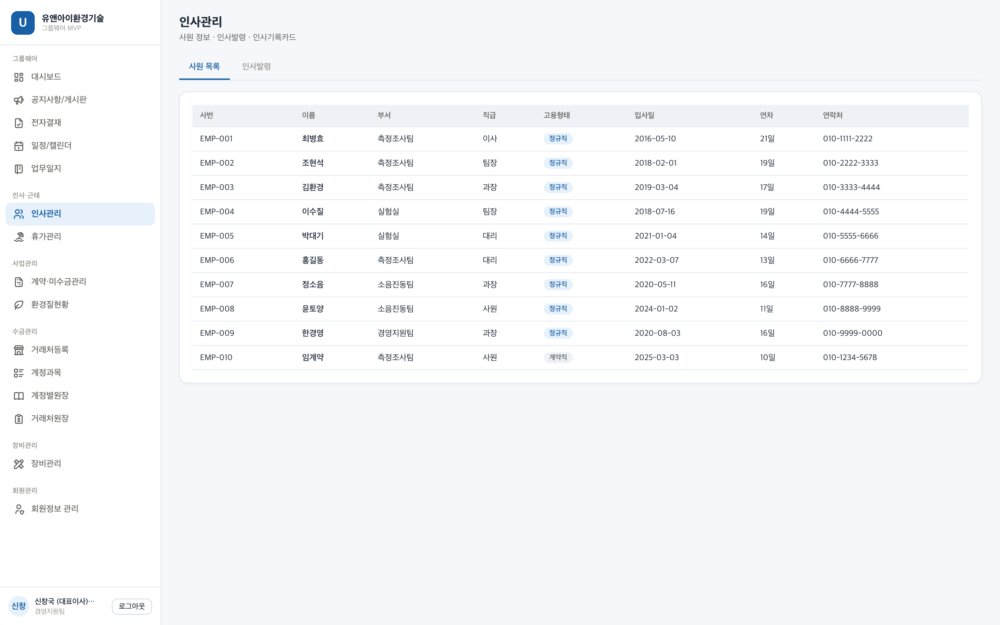 U
유앤아이환경기술
그룹웨어 MVP
그룹웨어
대시보드
공지사항/게시판
전자결재
일정/캘린더
업무일지
인사·근태
인사관리
휴가관리
사업관리
계약·미수금관리
환경질현황
수금관리
거래처등록
계정과목
계정별원장
거래처원장
장비관리
장비관리
회원관리
회원정보 관리
신창
신창국 (대표이사)…
경영지원팀
로그아웃
인사관리
사원 정보 · 인사발령 · 인사기록카드
사원 목록 인사발령
사번 이름 부서 직급 고용형태 입사일 연차 연락처
EMP-001 최병효 측정조사팀 이사 정규직 2016-05-10 21일 010-1111-2222
EMP-002 조현석 측정조사팀 팀장 정규직 2018-02-01 19일 010-2222-3333
EMP-003 김환경 측정조사팀 과장 정규직 2019-03-04 17일 010-3333-4444
EMP-004 이수질 실험실 팀장 정규직 2018-07-16 19일 010-4444-5555
EMP-005 박대기 실험실 대리 정규직 2021-01-04 14일 010-5555-6666
EMP-006 홍길동 측정조사팀 대리 정규직 2022-03-07 13일 010-6666-7777
EMP-007 정소음 소음진동팀 과장 정규직 2020-05-11 16일 010-7777-8888
EMP-008 윤토양 소음진동팀 사원 정규직 2024-01-02 11일 010-8888-9999
EMP-009 한경영 경영지원팀 과장 정규직 2020-08-03 16일 010-9999-0000
EMP-010 임계약 측정조사팀 사원 계약직 2025-03-03 10일 010-1234-5678